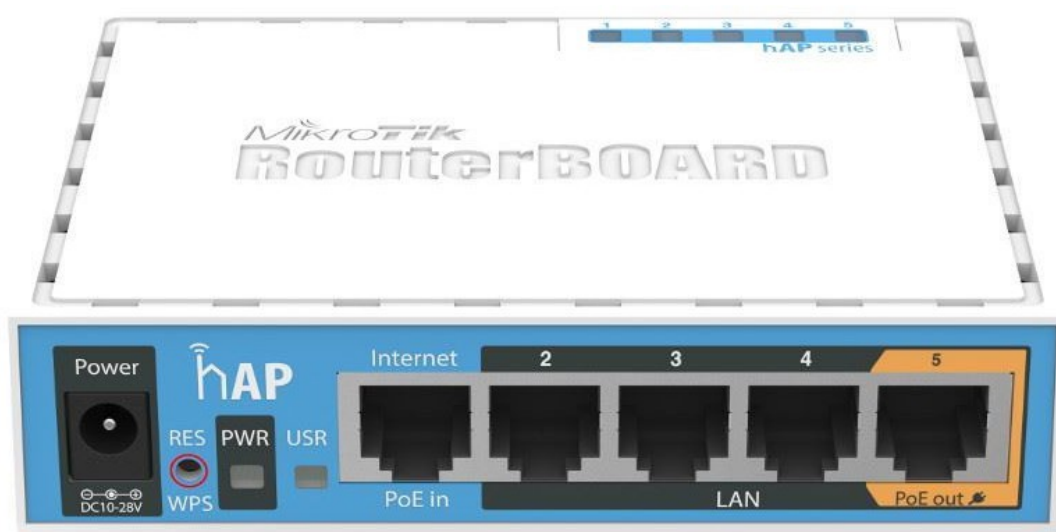 1 2 3 4 5
hAP series
MikroTik
RouterBOARD
Power
hAP
Internet
2
3
4
5
RES
PWR
USR
WPS
DC10-28V
PoE in
LAN
PoE out